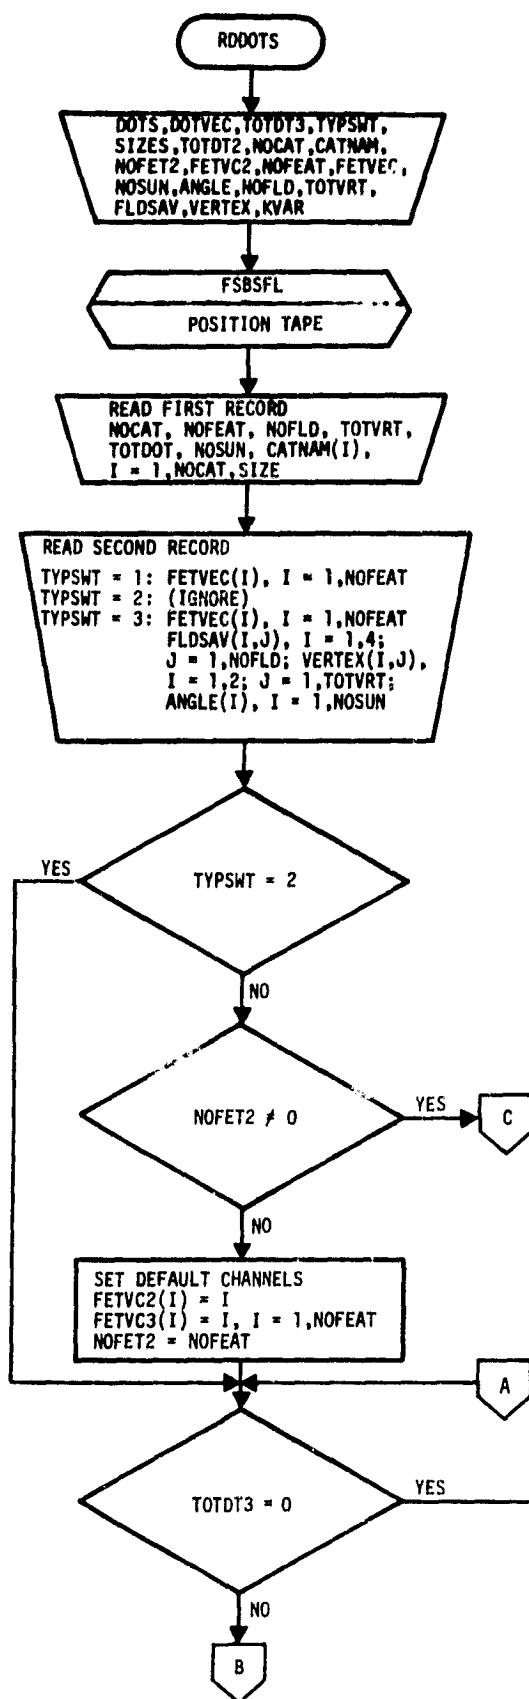 RDDOTS
DOTS,DOTVEC,TOTDT3,TYPSWT,
SIZES,TOTDT2,NOCAT,CATNAM,
NOFET2,FETVC2,NOFEAT,FETVEC,
NOSUN,ANGLE,NOFLD,TOTVRT,
FLDSAV,VERTEX,KVAR
FSBSFL
POSITION TAPE
READ FIRST RECORD
NOCAT, NOFEAT, NOFLD, TOTVRT,
TOTDOT, NOSUN, CATNAM(I),
I = 1,NOCAT,SIZE
READ SECOND RECORD
TYPSWT = 1: FETVEC(I), I = 1,NOFEAT
TYPSWT = 2: (IGNORE)
TYPSWT = 3: FETVEC(I), I = 1,NOFEAT
FLDSAV(I,J), I = 1,4;
J = 1,NOFLD; VERTEX(I,J),
I = 1,2; J = 1,TOTVRT;
ANGLE(I), I = 1,NOSUN
YES
TYPSWT = 2
NO
NOFET2 ≠ 0
YES
C
NO
SET DEFAULT CHANNELS
FETVC2(I) = I
FETVC3(I) = I, I = 1,NOFEAT
NOFET2 = NOFEAT
A
TOTDT3 = 0
YES
NO
B